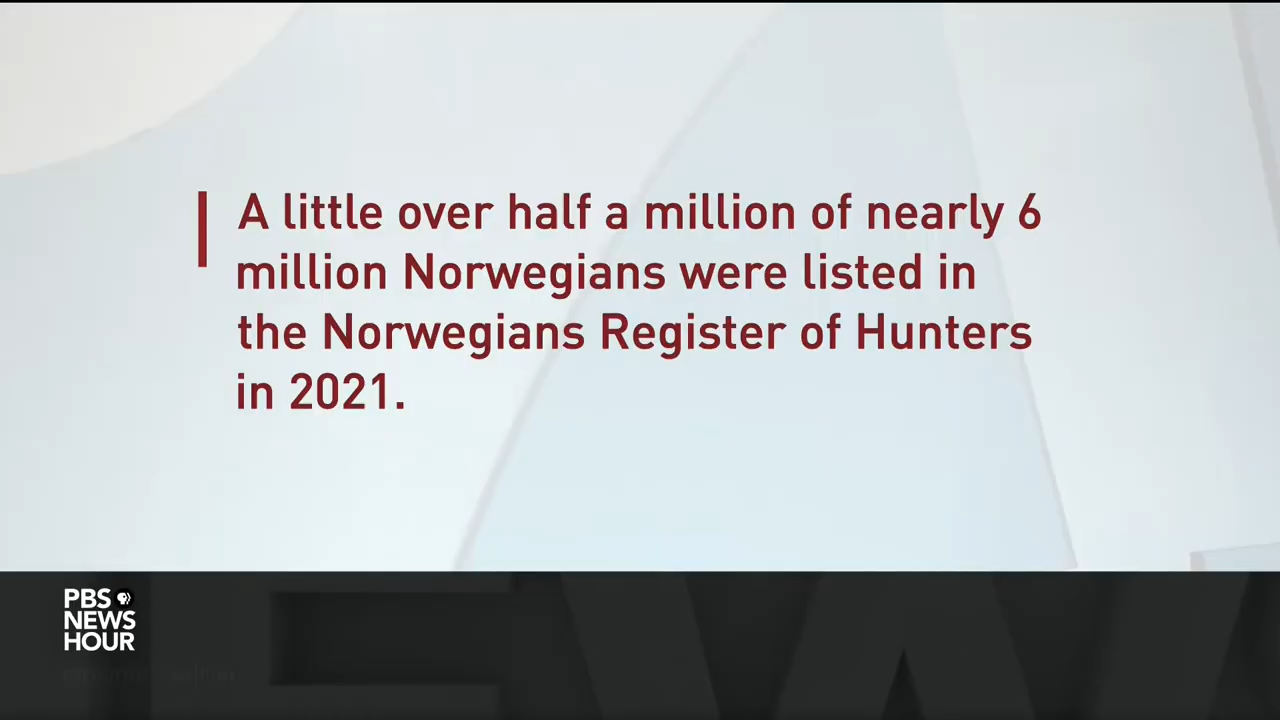 A little over half a million of nearly 6
million Norwegians were listed in
the Norwegians Register of Hunters
in 2021.
PBS
NEWS
HOUR